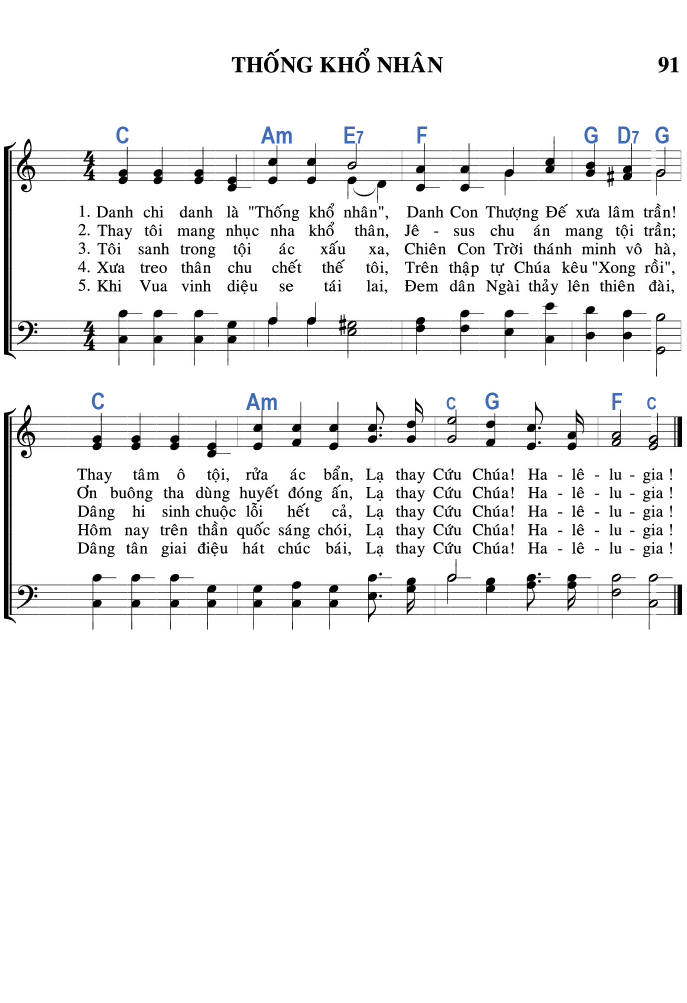 THỐNG KHỔ NHÂN 91
C Am E7 F G D7 G
4 4
1. Danh chi danh là "Thống khổ nhân", Danh Con Thượng Đế xưa lâm trần!
2. Thay tôi mang nhục nha khổ thân, Jê - sus chu án mang tội trần;
3. Tôi sanh trong tội ác xấu xa, Chiên Con Trời thánh minh vô hà,
4. Xưa treo thân chu chết thế tôi, Trên thập tự Chúa kêu "Xong rồi",
5. Khi Vua vinh diệu se tái lai, Đem dân Ngài thảy lên thiên đài,
4 4
C Am C G F C
Thay tâm ô tội, rửa ác bẩn, Lạ thay Cứu Chúa! Ha - lê - lu - gia !
Ơn buông tha dùng huyết đóng ấn, Lạ thay Cứu Chúa! Ha - lê - lu - gia !
Dâng hi sinh chuộc lỗi hết cả, Lạ thay Cứu Chúa! Ha - lê - lu - gia !
Hôm nay trên thần quốc sáng chói, Lạ thay Cứu Chúa! Ha - lê - lu - gia !
Dâng tân giai điệu hát chúc bái, Lạ thay Cứu Chúa! Ha - lê - lu - gia !